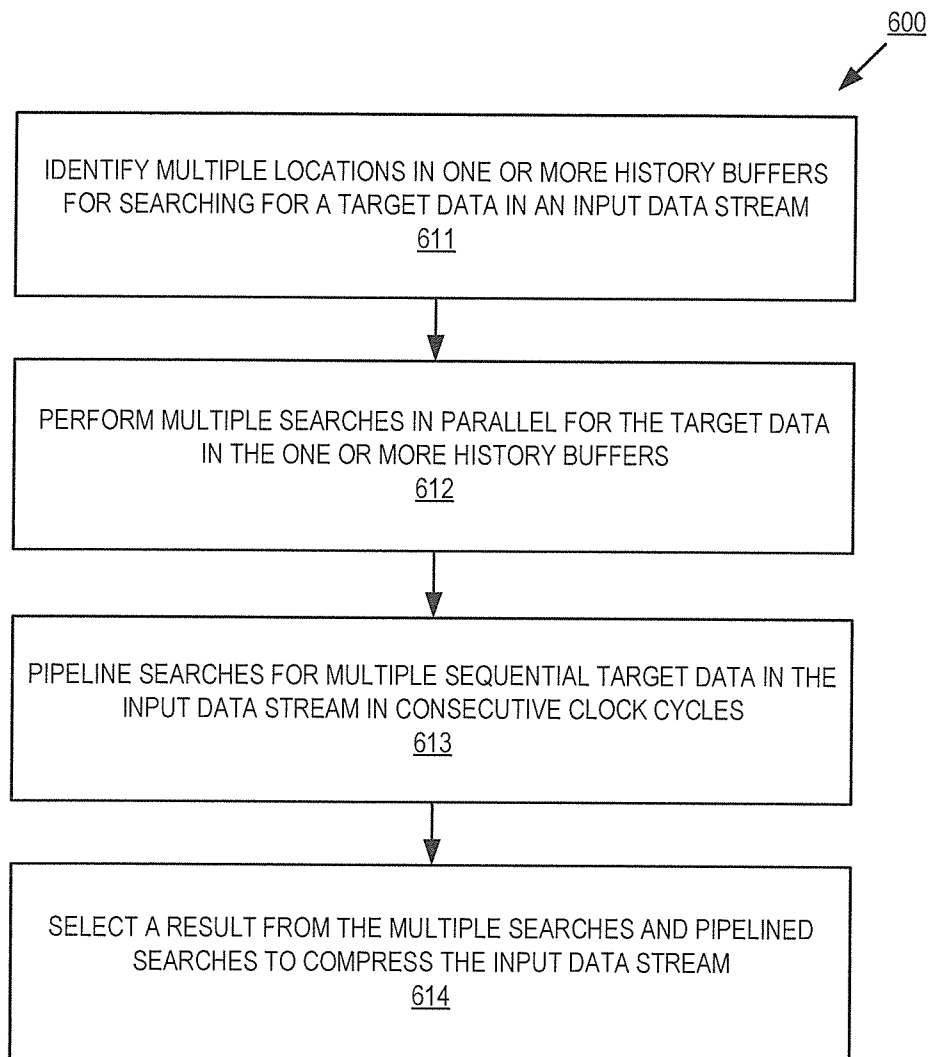 600
IDENTIFY MULTIPLE LOCATIONS IN ONE OR MORE HISTORY BUFFERS
FOR SEARCHING FOR A TARGET DATA IN AN INPUT DATA STREAM
611
PERFORM MULTIPLE SEARCHES IN PARALLEL FOR THE TARGET DATA
IN THE ONE OR MORE HISTORY BUFFERS
612
PIPELINE SEARCHES FOR MULTIPLE SEQUENTIAL TARGET DATA IN THE
INPUT DATA STREAM IN CONSECUTIVE CLOCK CYCLES
613
SELECT A RESULT FROM THE MULTIPLE SEARCHES AND PIPELINED
SEARCHES TO COMPRESS THE INPUT DATA STREAM
614